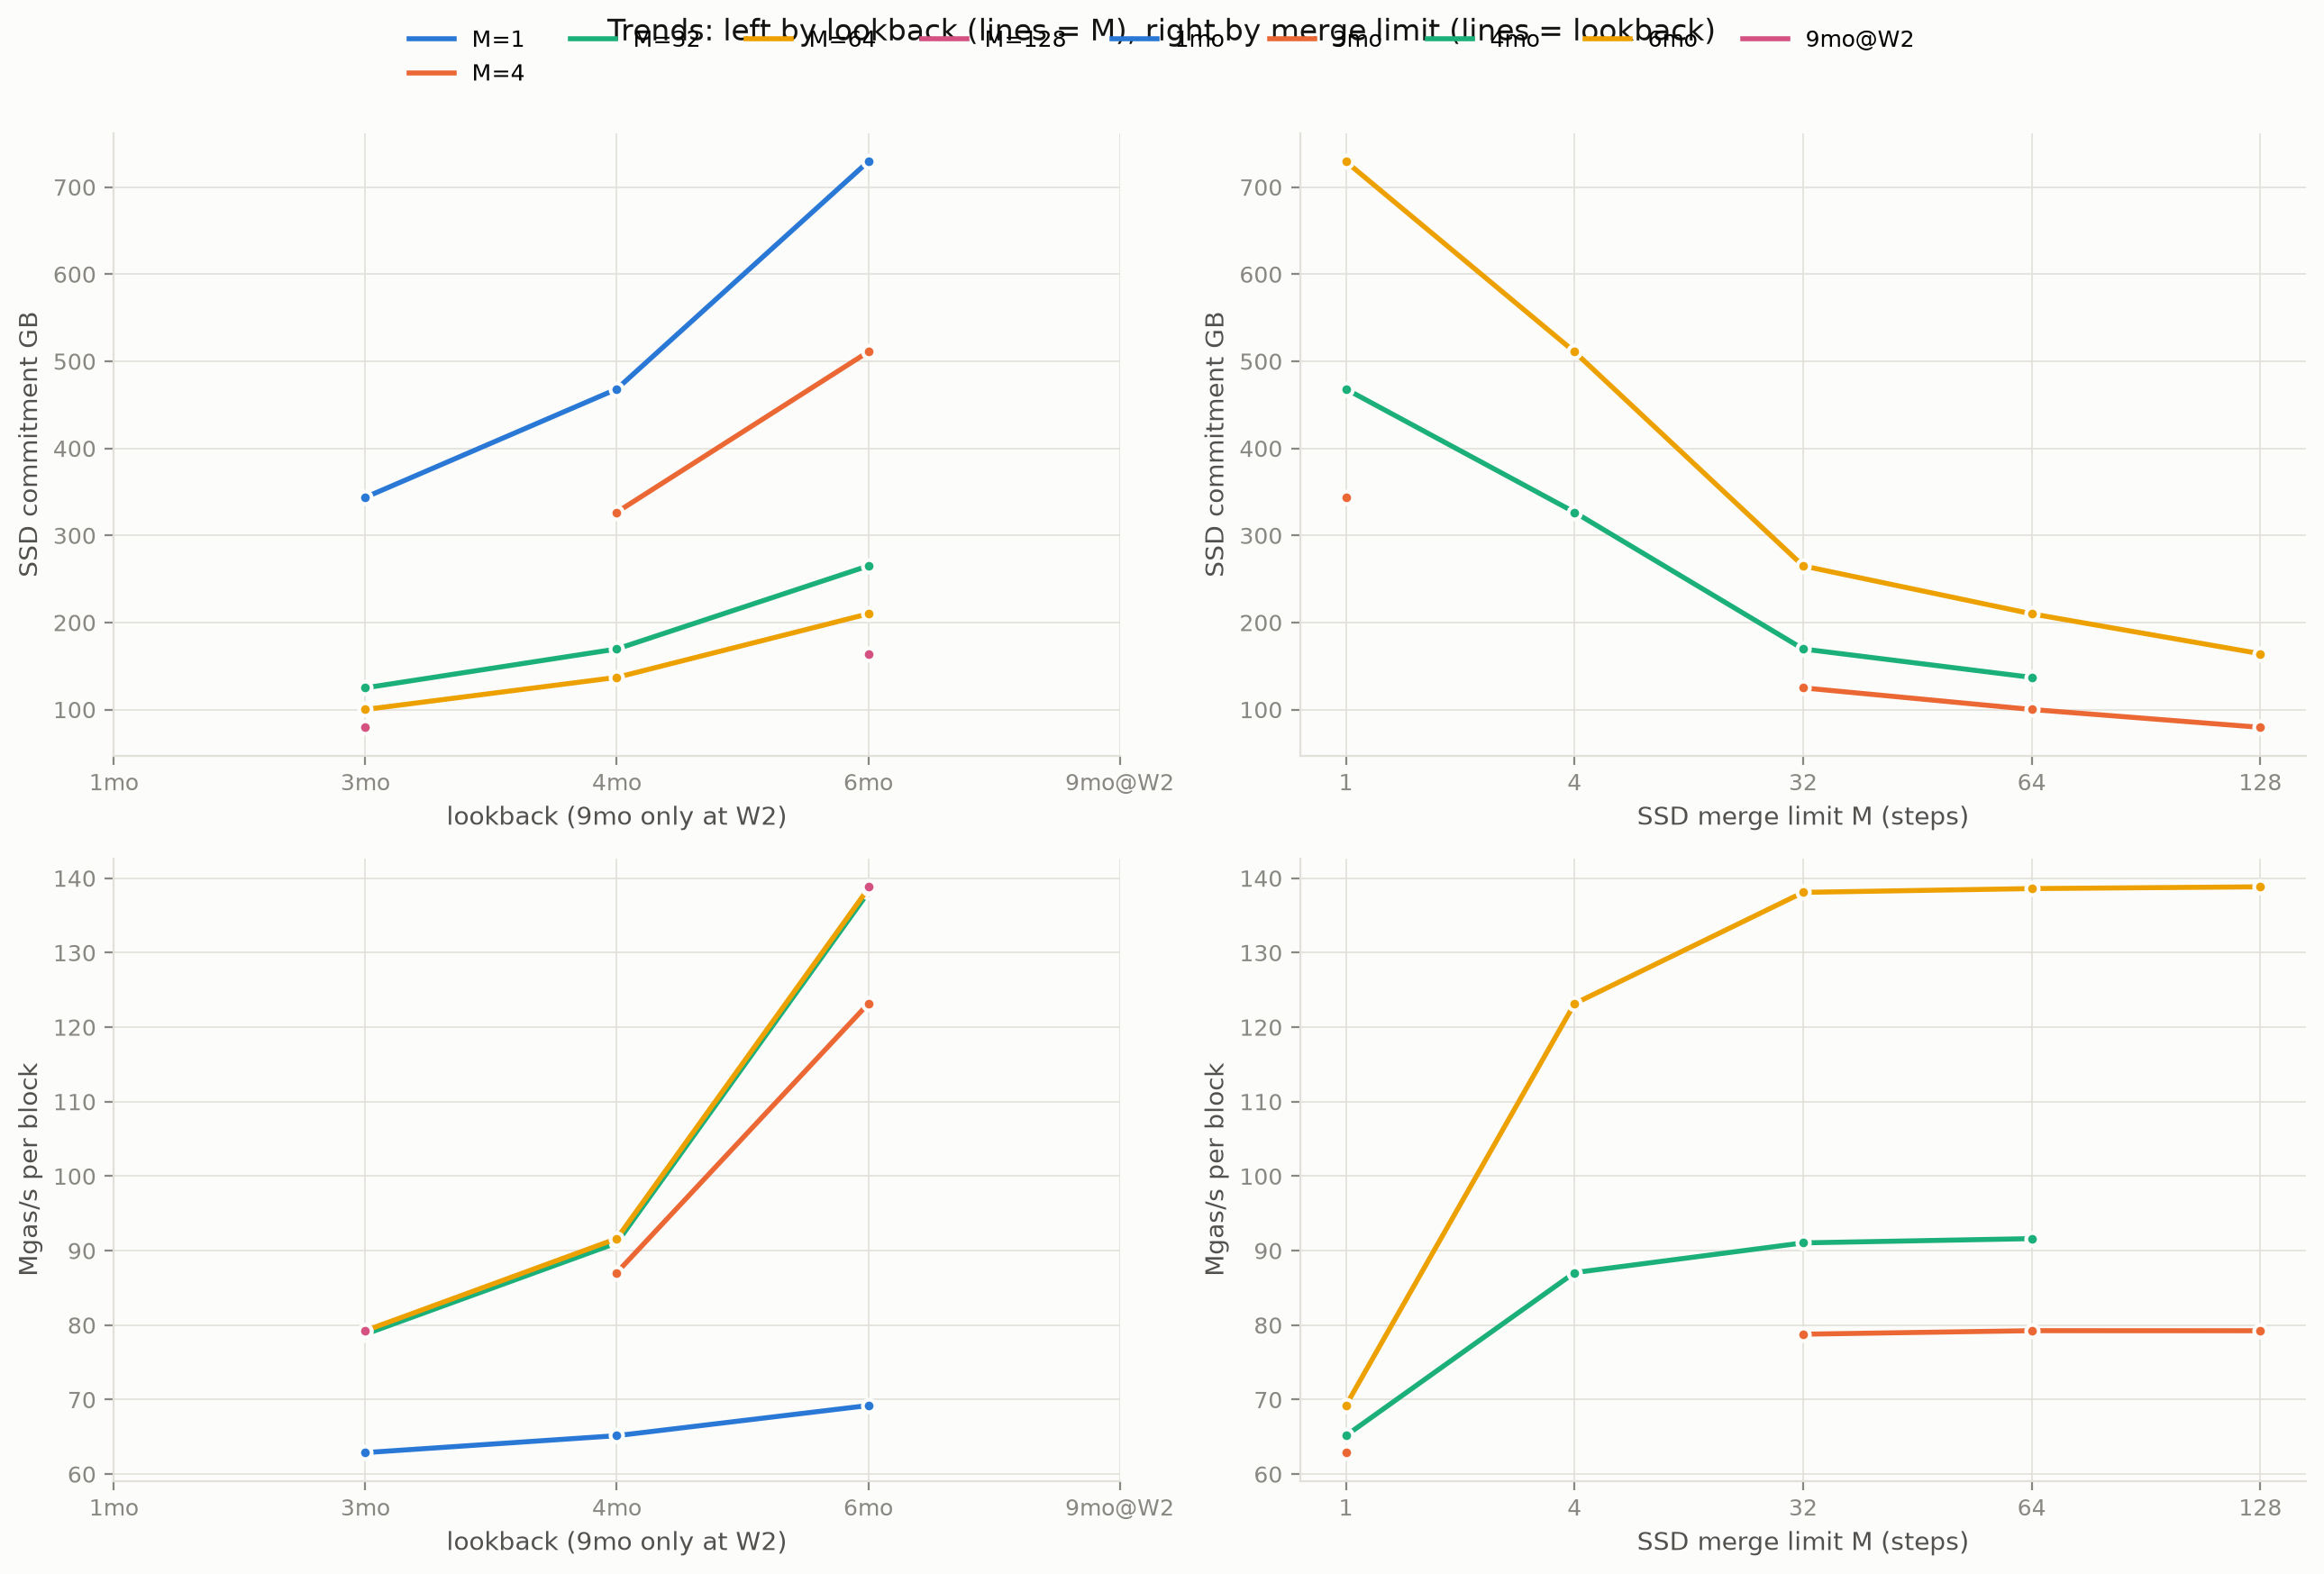 Trends: left by lookback (lines = M), right by merge limit (lines = lookback)
M=1 M=32 M=64 M=128 1mo 3mo 4mo 6mo 9mo@W2
M=4
SSD commitment GB
700
600
500
400
300
200
100
1mo 3mo 4mo 6mo 9mo@W2
lookback (9mo only at W2)
SSD commitment GB
700
600
500
400
300
200
100
1 4 32 64 128
SSD merge limit M (steps)
Mgas/s per block
140
130
120
110
100
90
80
70
60
1mo 3mo 4mo 6mo 9mo@W2
lookback (9mo only at W2)
Mgas/s per block
140
130
120
110
100
90
80
70
60
1 4 32 64 128
SSD merge limit M (steps)